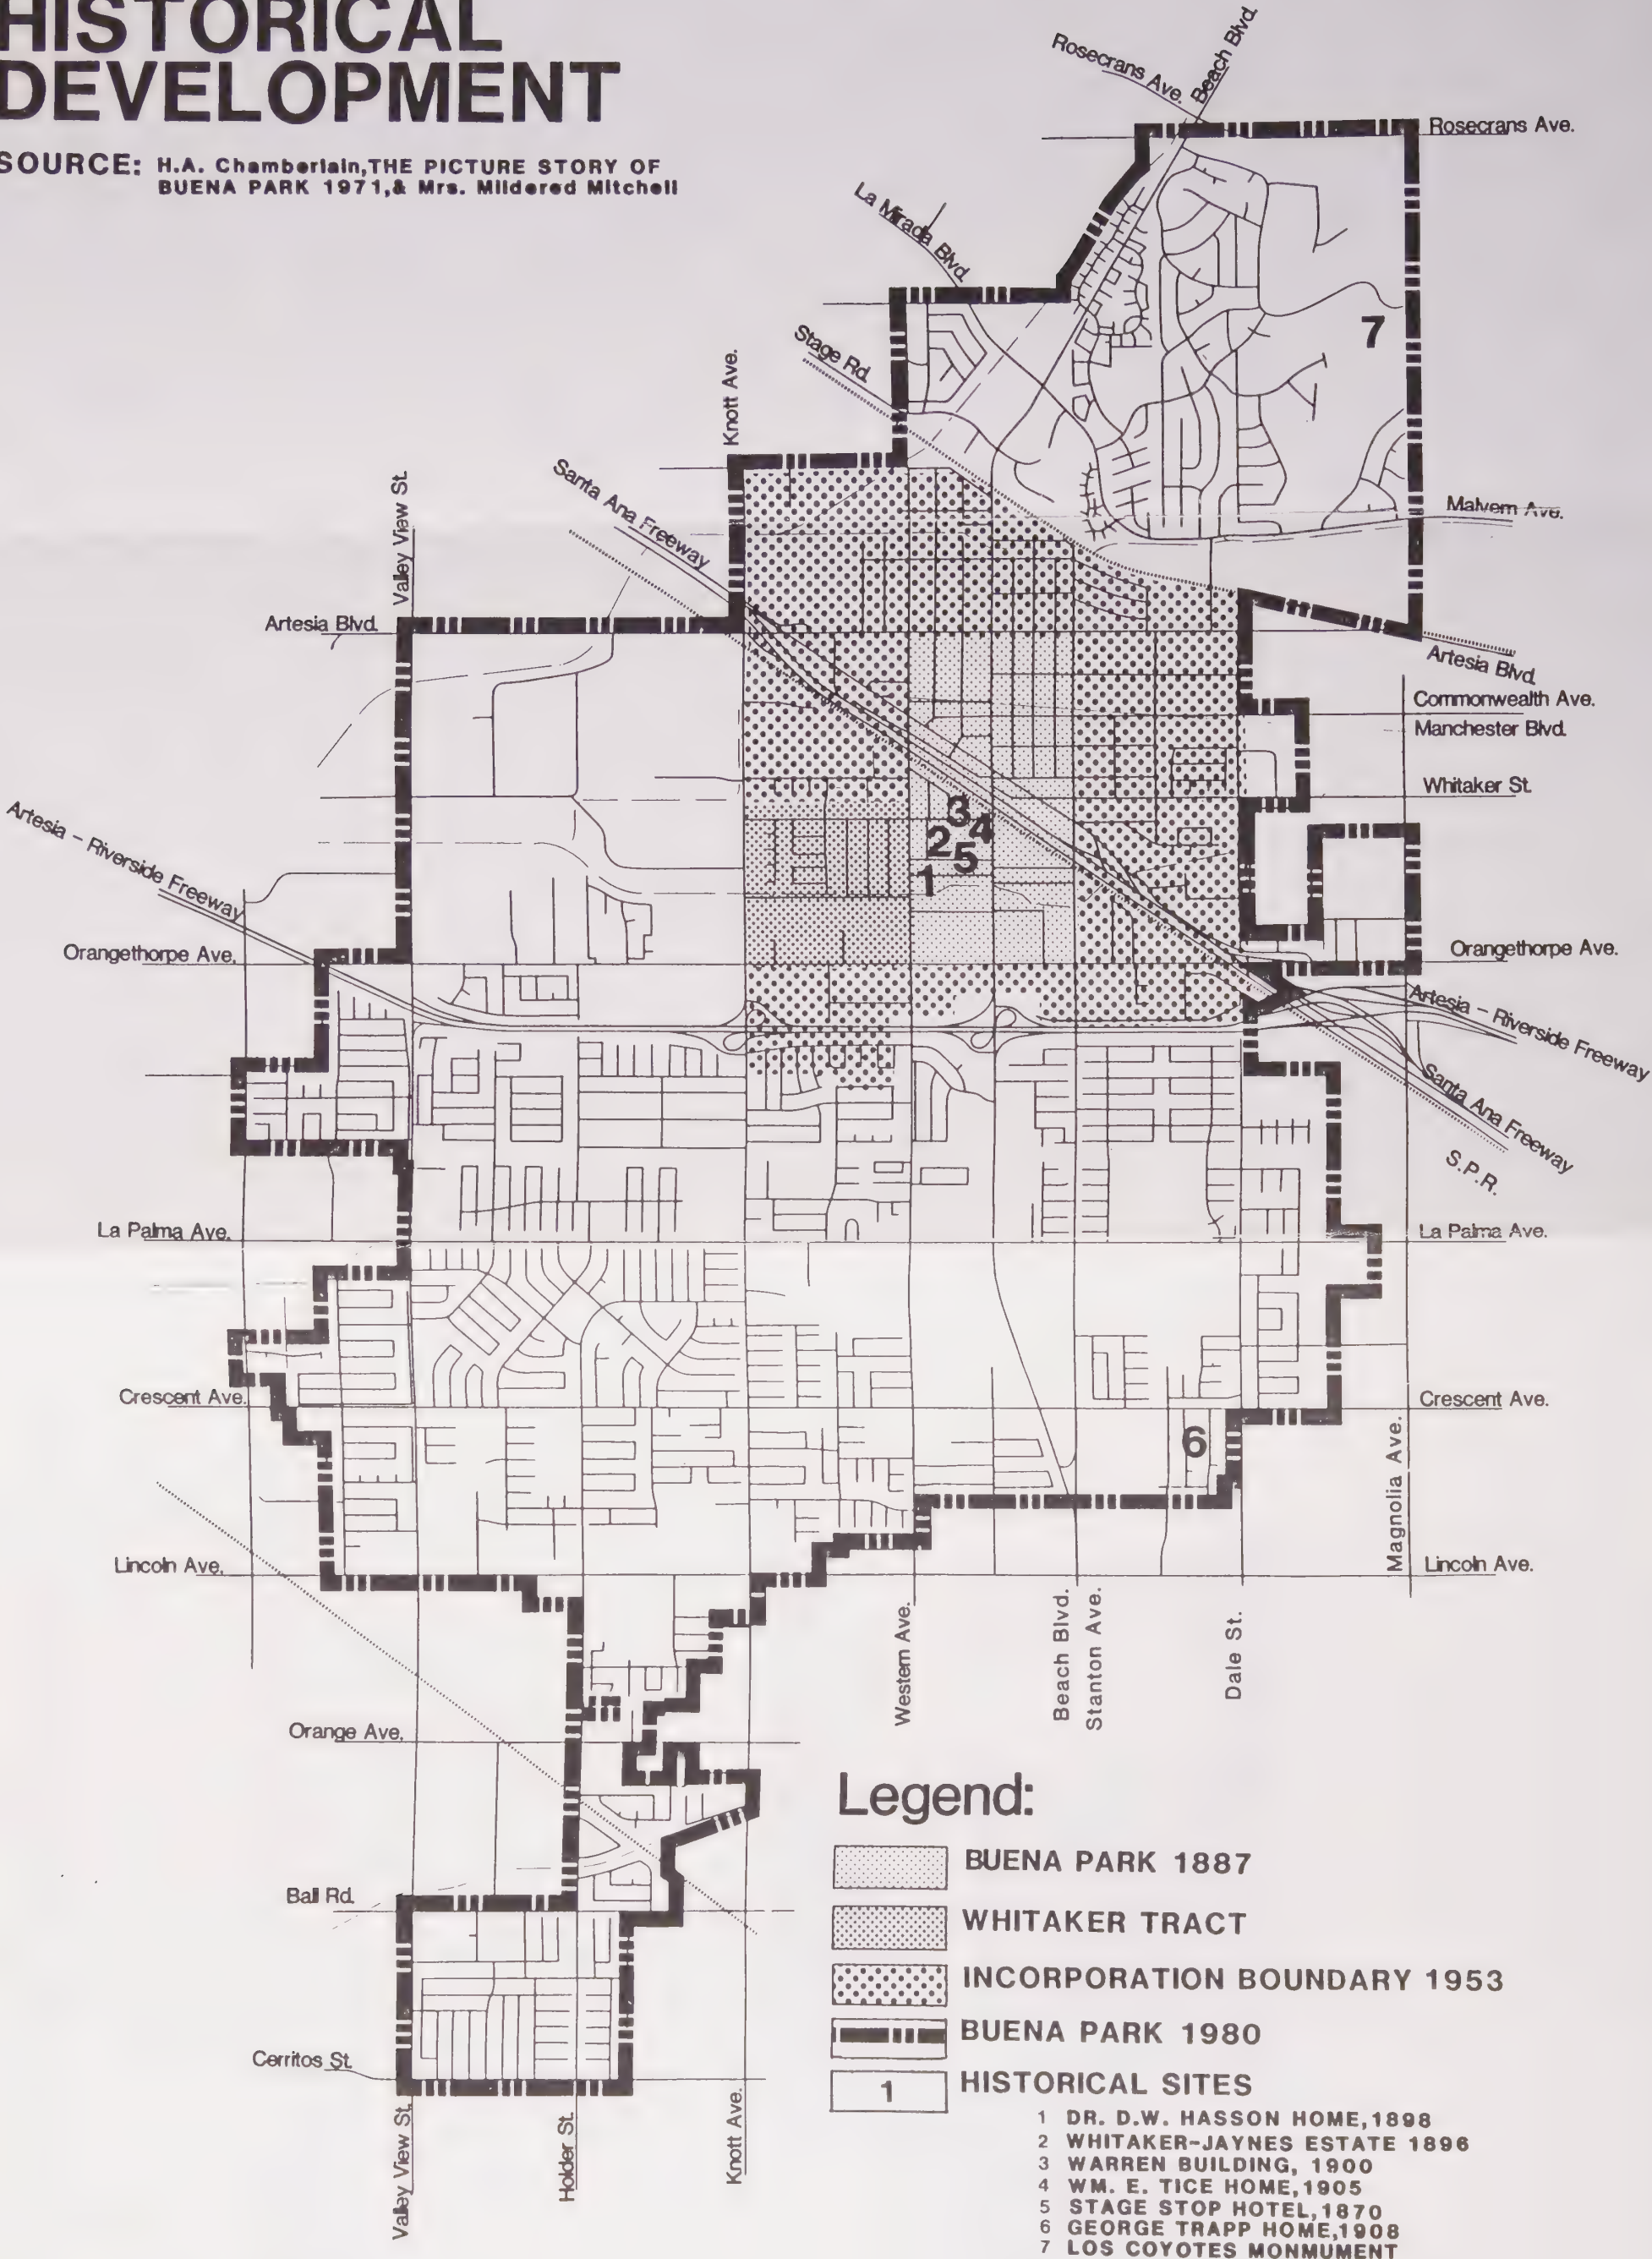 HISTORICAL
DEVELOPMENT
SOURCE: H.A. Chamberlain,THE PICTURE STORY OF
BUENA PARK 1971,& Mrs. Mildered Mitchell
Rosecrans Ave.
Beach Blvd.
Rosecrans Ave.
La Mirada Blvd.
7
Stage Rd.
Knott Ave.
Santa Ana Freeway
Valley View St.
Malvern Ave.
Artesia Blvd.
Artesia Blvd.
Commonwealth Ave.
Manchester Blvd.
Whitaker St.
3
4
2
5
1
Artesia - Riverside Freeway
Orangethorpe Ave.
Orangethorpe Ave.
Artesia - Riverside Freeway
Santa Ana Freeway
S.P.R.
La Palma Ave.
La Palma Ave.
Crescent Ave.
Crescent Ave.
6
Magnolia Ave.
Lincoln Ave.
Lincoln Ave.
Western Ave.
Beach Blvd.
Stanton Ave.
Dale St.
Orange Ave.
Ball Rd.
Cerritos St.
Valley View St.
Holder St.
Knott Ave.
Legend:
BUENA PARK 1887
WHITAKER TRACT
INCORPORATION BOUNDARY 1953
BUENA PARK 1980
1 HISTORICAL SITES
1 DR. D.W. HASSON HOME,1898
2 WHITAKER-JAYNES ESTATE 1896
3 WARREN BUILDING, 1900
4 WM. E. TICE HOME,1905
5 STAGE STOP HOTEL,1870
6 GEORGE TRAPP HOME,1908
7 LOS COYOTES MONMUMENT